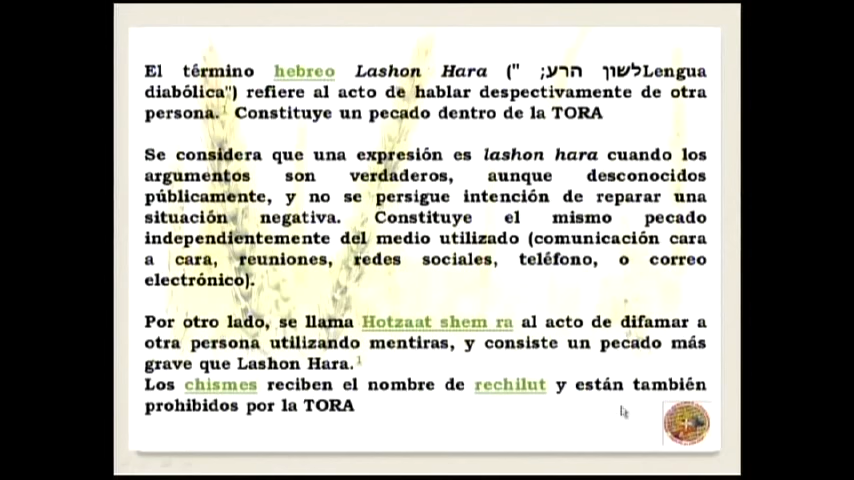 El término hebreo Lashon Hara (" ;לשון הרעLengua
diabólica") refiere al acto de hablar despectivamente de otra
persona.1 Constituye un pecado dentro de la TORA
Se considera que una expresión es lashon hara cuando los
argumentos son verdaderos, aunque desconocidos
públicamente, y no se persigue intención de reparar una
situación negativa. Constituye el mismo pecado
independientemente del medio utilizado (comunicación cara
a cara, reuniones, redes sociales, teléfono, o correo
electrónico).
Por otro lado, se llama Hotzaat shem ra al acto de difamar a
otra persona utilizando mentiras, y consiste un pecado más
grave que Lashon Hara.1
Los chismes reciben el nombre de rechilut y están también
prohibidos por la TORA